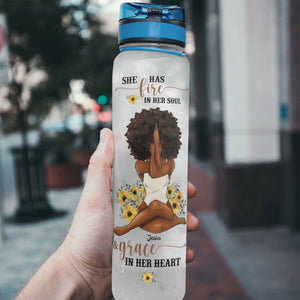 SHE HAS
fire
IN HER SOUL
Jessica
& grace
IN HER HEART